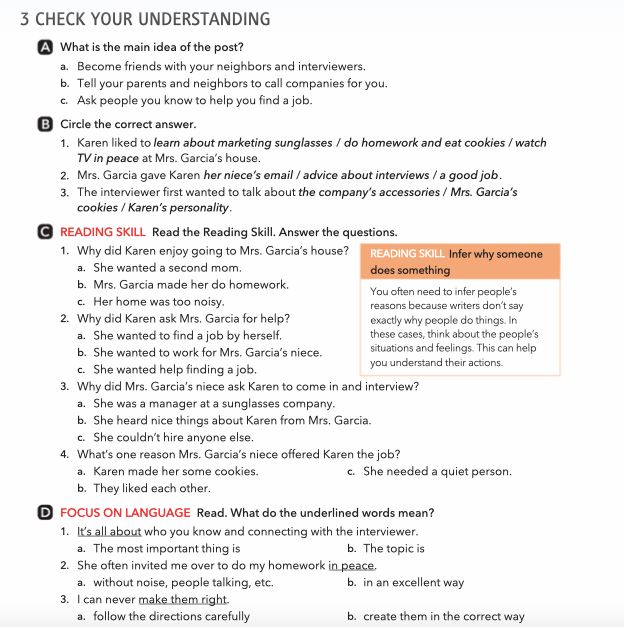 3 CHECK YOUR UNDERSTANDING
A What is the main idea of the post?
a. Become friends with your neighbors and interviewers.
b. Tell your parents and neighbors to call companies for you.
c. Ask people you know to help you find a job.
B Circle the correct answer.
1. Karen liked to learn about marketing sunglasses / do homework and eat cookies / watch
TV in peace at Mrs. Garcia's house.
2. Mrs. Garcia gave Karen her niece's email / advice about interviews / a good job.
3. The interviewer first wanted to talk about the company's accessories / Mrs. Garcia's
cookies / Karen's personality.
C READING SKILL Read the Reading Skill. Answer the questions.
1. Why did Karen enjoy going to Mrs. Garcia's house?
a. She wanted a second mom.
b. Mrs. Garcia made her do homework.
c. Her home was too noisy.
2. Why did Karen ask Mrs. Garcia for help?
a. She wanted to find a job by herself.
b. She wanted to work for Mrs. Garcia's niece.
c. She wanted help finding a job.
READING SKILL Infer why someone
does something
You often need to infer people's
reasons because writers don't say
exactly why people do things. In
these cases, think about the people's
situations and feelings. This can help
you understand their actions.
3. Why did Mrs. Garcia's niece ask Karen to come in and interview?
a. She was a manager at a sunglasses company.
b. She heard nice things about Karen from Mrs. Garcia.
c. She couldn't hire anyone else.
4. What's one reason Mrs. Garcia's niece offered Karen the job?
a. Karen made her some cookies. c. She needed a quiet person.
b. They liked each other.
D FOCUS ON LANGUAGE Read. What do the underlined words mean?
1. It's all about who you know and connecting with the interviewer.
a. The most important thing is b. The topic is
2. She often invited me over to do my homework in peace.
a. without noise, people talking, etc. b. in an excellent way
3. I can never make them right.
a. follow the directions carefully b. create them in the correct way